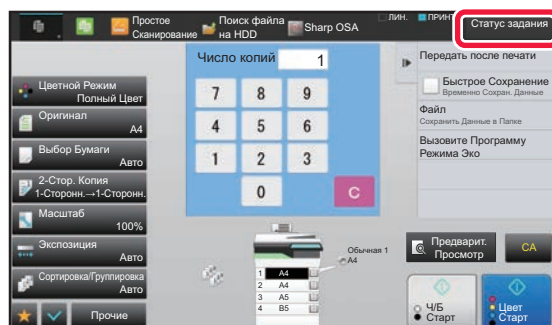 Простое
Сканирование
Поиск файла
на HDD
Sharp OSA
ЛИН.
ПРИНТ
Статус задания
Число копий
1
7
8
9
4
5
6
1
2
3
0
C
Цветной Режим
Полный Цвет
Оригинал
A4
Выбор Бумаги
Авто
2-Стор. Копия
1-Сторонн.→1-Сторонн.
Масштаб
100%
Экспозиция
Авто
Сортировка/Группировка
Авто
Прочие
1 A4
2 A4
3 A5
4 B5
Обычная 1
A4
Передать после печати
Быстрое Сохранение
Временно Сохран. Данные
Файл
Сохранить Данные в Папке
Вызовите Программу
Режима Эко
Предварит.
Просмотр
CA
Ч/Б
Старт
Цвет
Старт